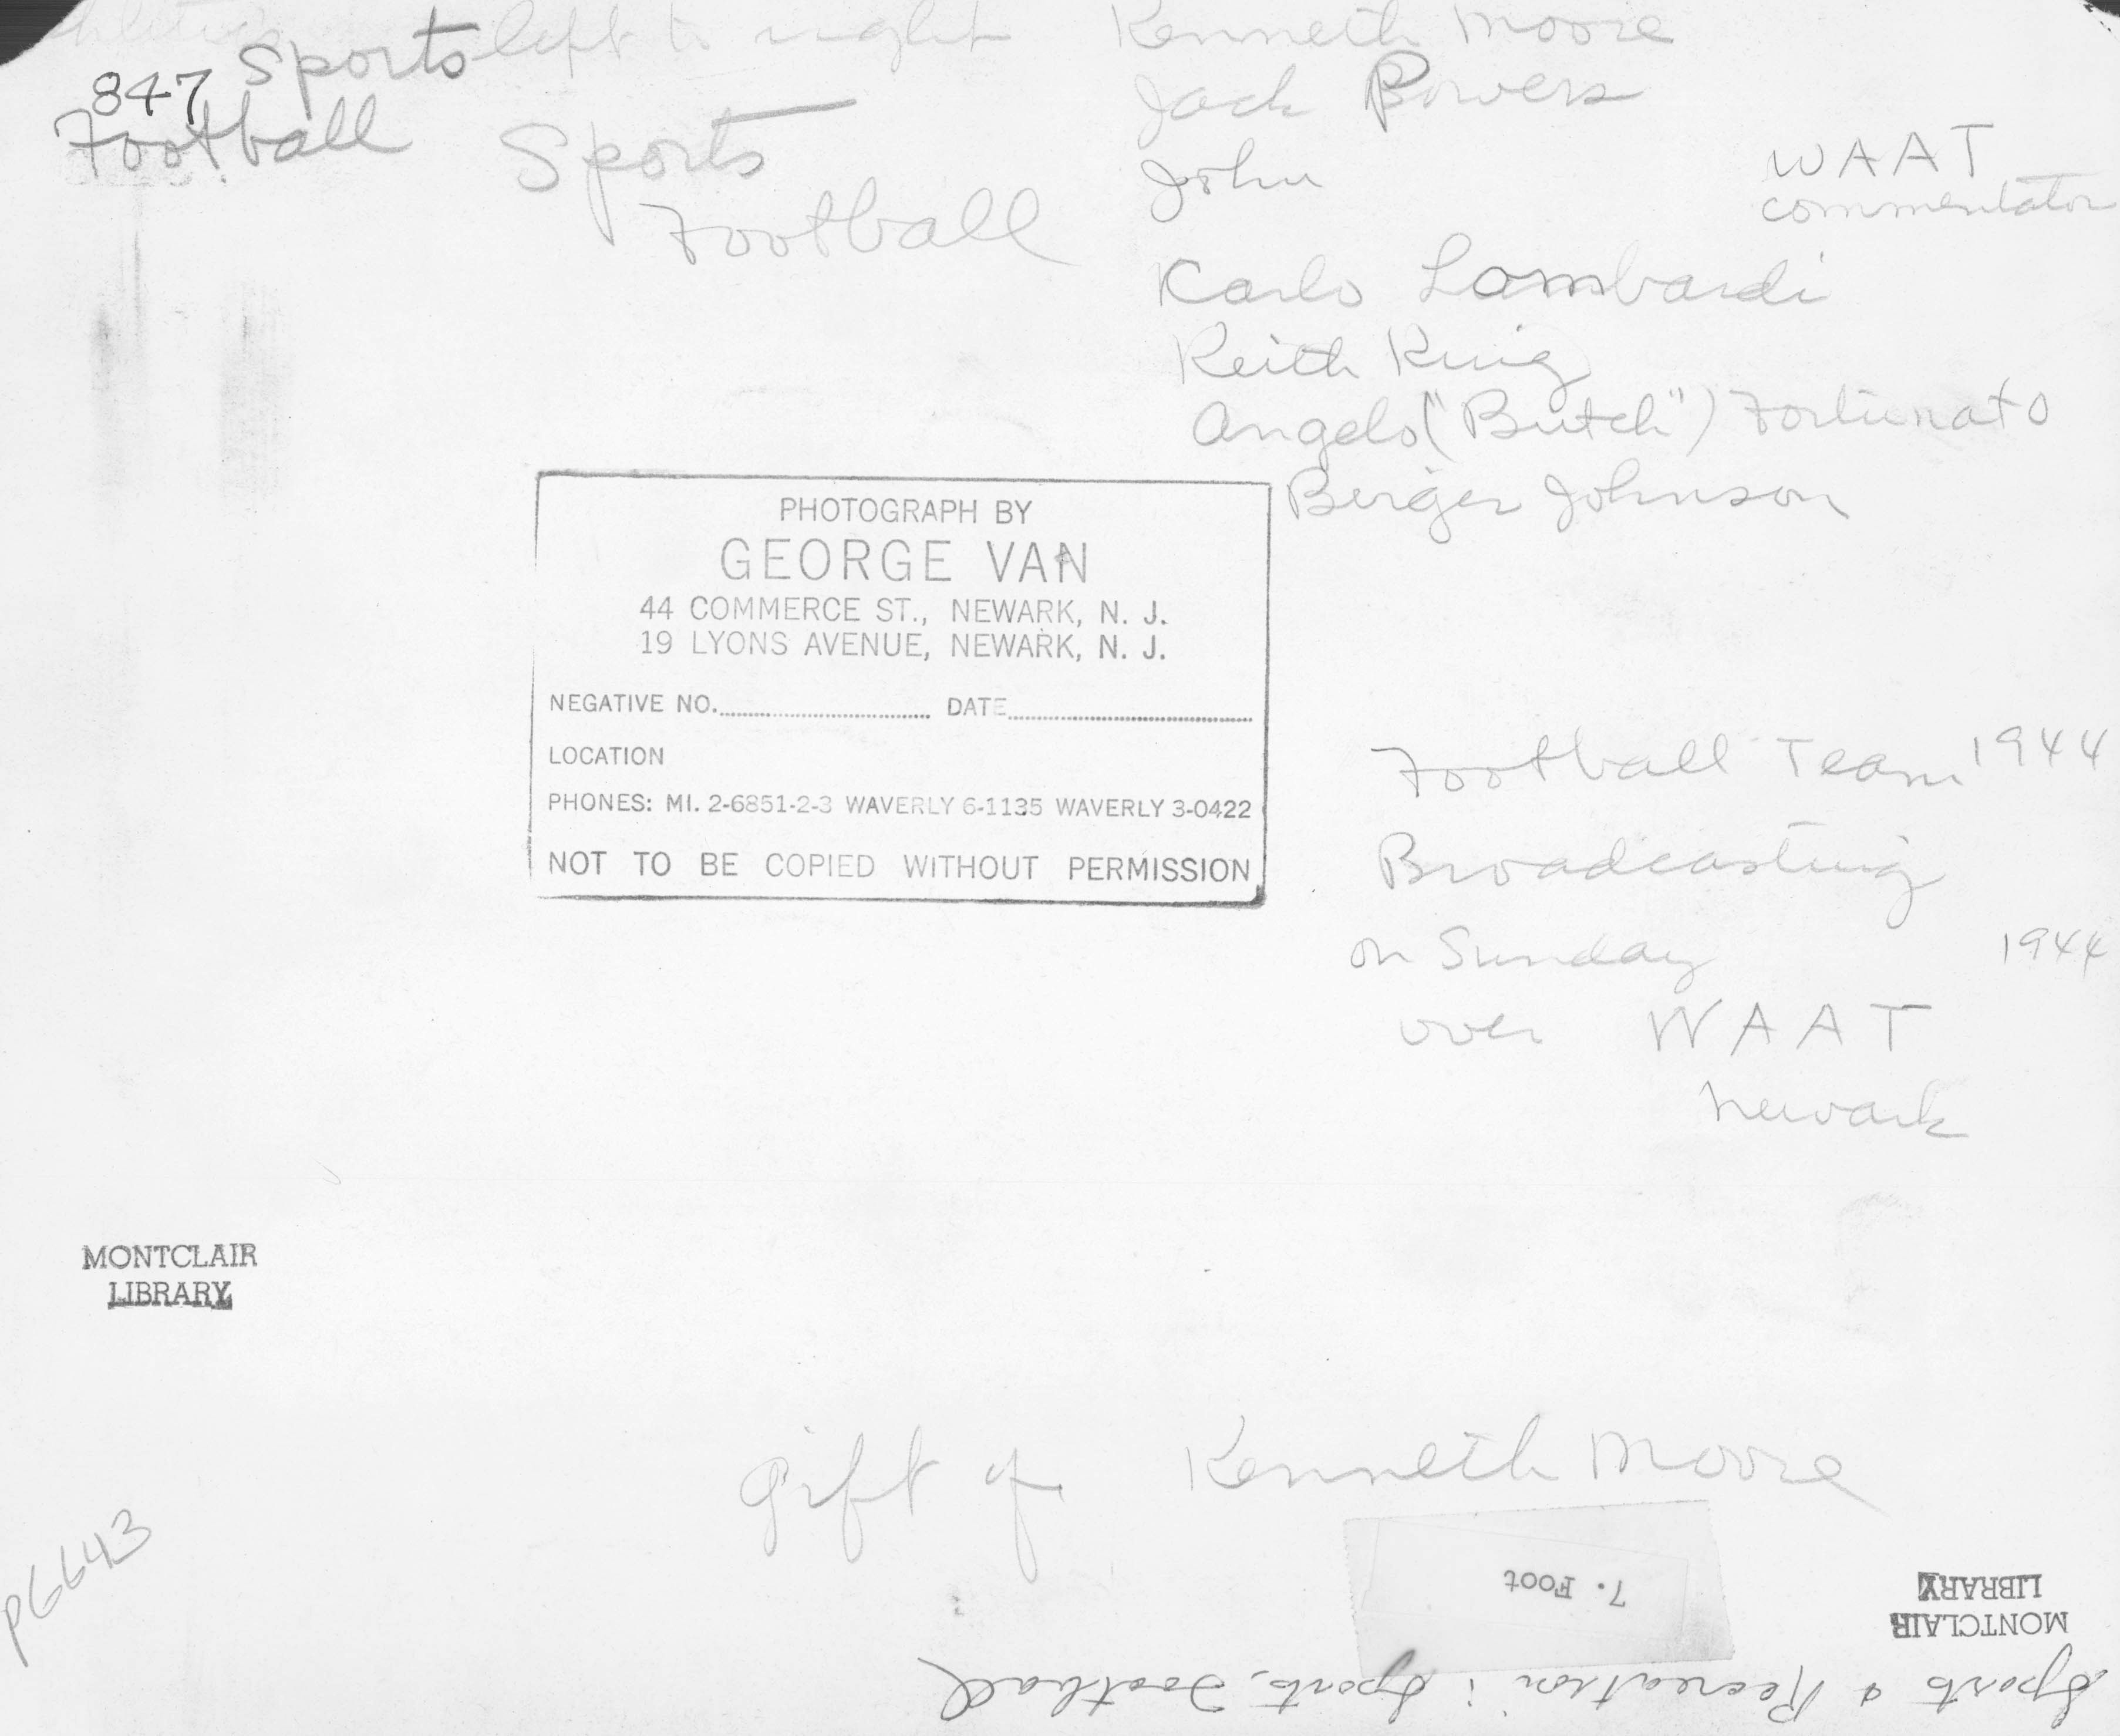 Sports left to right Kenneth Moore
847
Football
Sports
Football
Jack Bowers
John
WAAT
commentator
Karlo Lombardi
Keith King
Angelo ("Butch") Fortunato
Berger Johnson
PHOTOGRAPH BY
GEORGE VAN
44 COMMERCE ST., NEWARK, N. J.
19 LYONS AVENUE, NEWARK, N. J.
NEGATIVE NO. DATE
LOCATION
PHONES: MI. 2-6851-2-3 WAVERLY 6-1135 WAVERLY 3-0422
NOT TO BE COPIED WITHOUT PERMISSION
Football Team 1944
Broadcasting
on Sunday 1944
over WAAT
Newark
MONTCLAIR
LIBRARY
Gift of Kenneth Moore
P6643
7. Foot
MONTCLAIR
LIBRARY
Sports & Recreation : Sports, Football